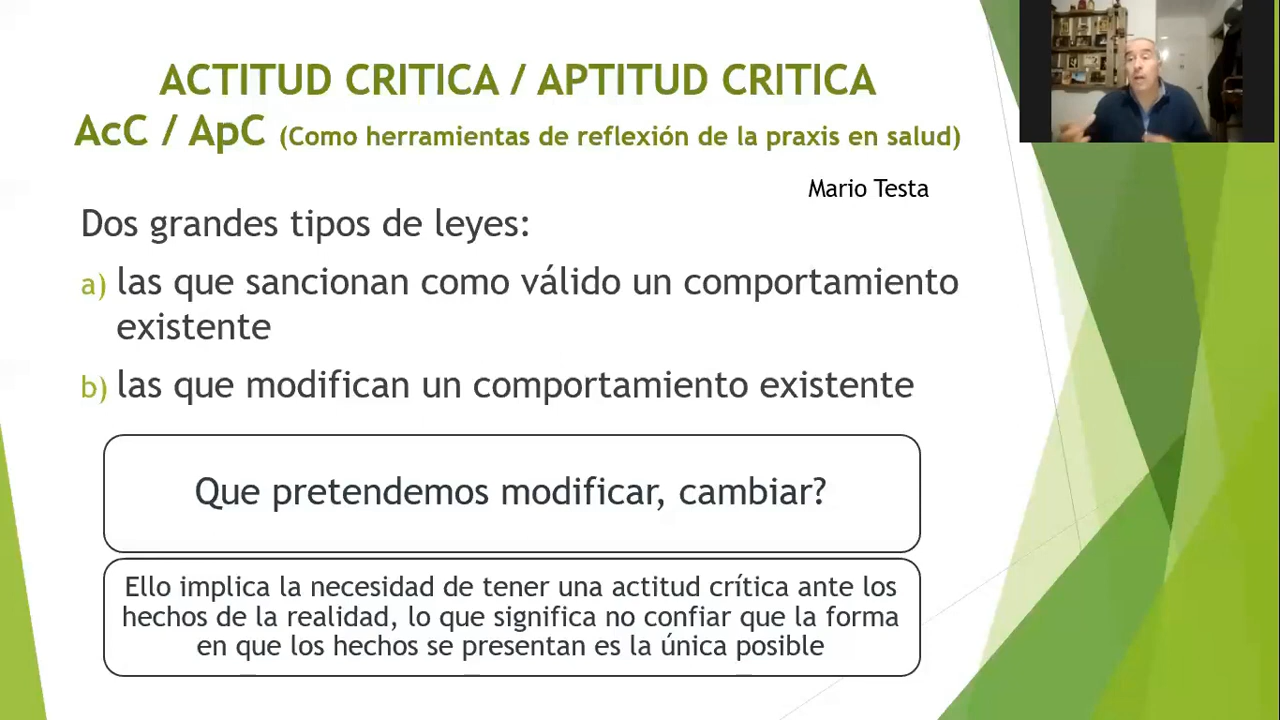 ACTITUD CRITICA / APTITUD CRITICA
AcC / ApC (Como herramientas de reflexión de la praxis en salud)
Mario Testa
Dos grandes tipos de leyes:
a) las que sancionan como válido un comportamiento
existente
b) las que modifican un comportamiento existente
Que pretendemos modificar, cambiar?
Ello implica la necesidad de tener una actitud crítica ante los
hechos de la realidad, lo que significa no confiar que la forma
en que los hechos se presentan es la única posible